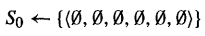 S₀ ← {⟨Ø, Ø, Ø, Ø, Ø, Ø⟩}